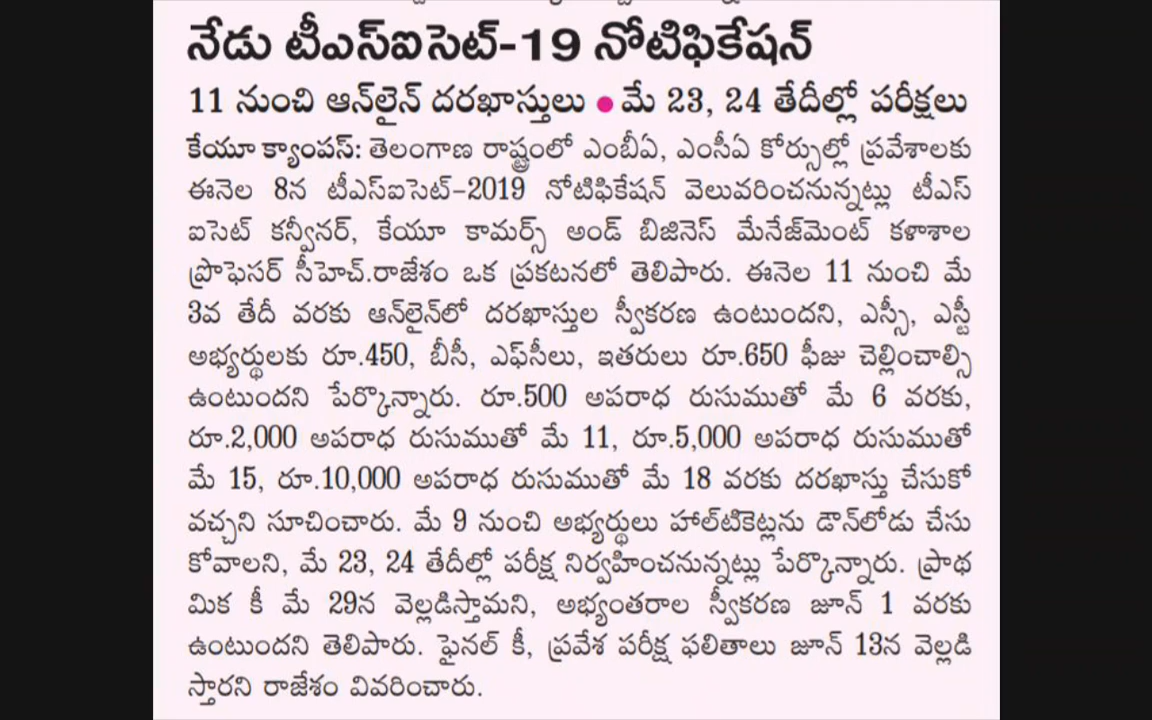 నేడు టీఎస్ఐసెట్-19 నోటిఫికేషన్
11 నుంచి ఆన్‌లైన్ దరఖాస్తులు ● మే 23, 24 తేదీల్లో పరీక్షలు
కేయూ క్యాంపస్: తెలంగాణ రాష్ట్రంలో ఎంబీఏ, ఎంసీఏ కోర్సుల్లో ప్రవేశాలకు
ఈనెల 8న టీఎస్ఐసెట్-2019 నోటిఫికేషన్ వెలువరించనున్నట్లు టీఎస్
ఐసెట్ కన్వీనర్, కేయూ కామర్స్ అండ్ బిజినెస్ మేనేజ్‌మెంట్ కళాశాల
ప్రొఫెసర్ సీహెచ్.రాజేశం ఒక ప్రకటనలో తెలిపారు. ఈనెల 11 నుంచి మే
3వ తేదీ వరకు ఆన్‌లైన్‌లో దరఖాస్తుల స్వీకరణ ఉంటుందని, ఎస్సీ, ఎస్టీ
అభ్యర్థులకు రూ.450, బీసీ, ఎఫ్‌సీలు, ఇతరులు రూ.650 ఫీజు చెల్లించాల్సి
ఉంటుందని పేర్కొన్నారు. రూ.500 అపరాధ రుసుముతో మే 6 వరకు,
రూ.2,000 అపరాధ రుసుముతో మే 11, రూ.5,000 అపరాధ రుసుముతో
మే 15, రూ.10,000 అపరాధ రుసుముతో మే 18 వరకు దరఖాస్తు చేసుకో
వచ్చని సూచించారు. మే 9 నుంచి అభ్యర్థులు హాల్‌టికెట్లను డౌన్‌లోడు చేసు
కోవాలని, మే 23, 24 తేదీల్లో పరీక్ష నిర్వహించనున్నట్లు పేర్కొన్నారు. ప్రాథ
మిక కీ మే 29న వెల్లడిస్తామని, అభ్యంతరాల స్వీకరణ జూన్ 1 వరకు
ఉంటుందని తెలిపారు. ఫైనల్ కీ, ప్రవేశ పరీక్ష ఫలితాలు జూన్ 13న వెల్లడి
స్తారని రాజేశం వివరించారు.